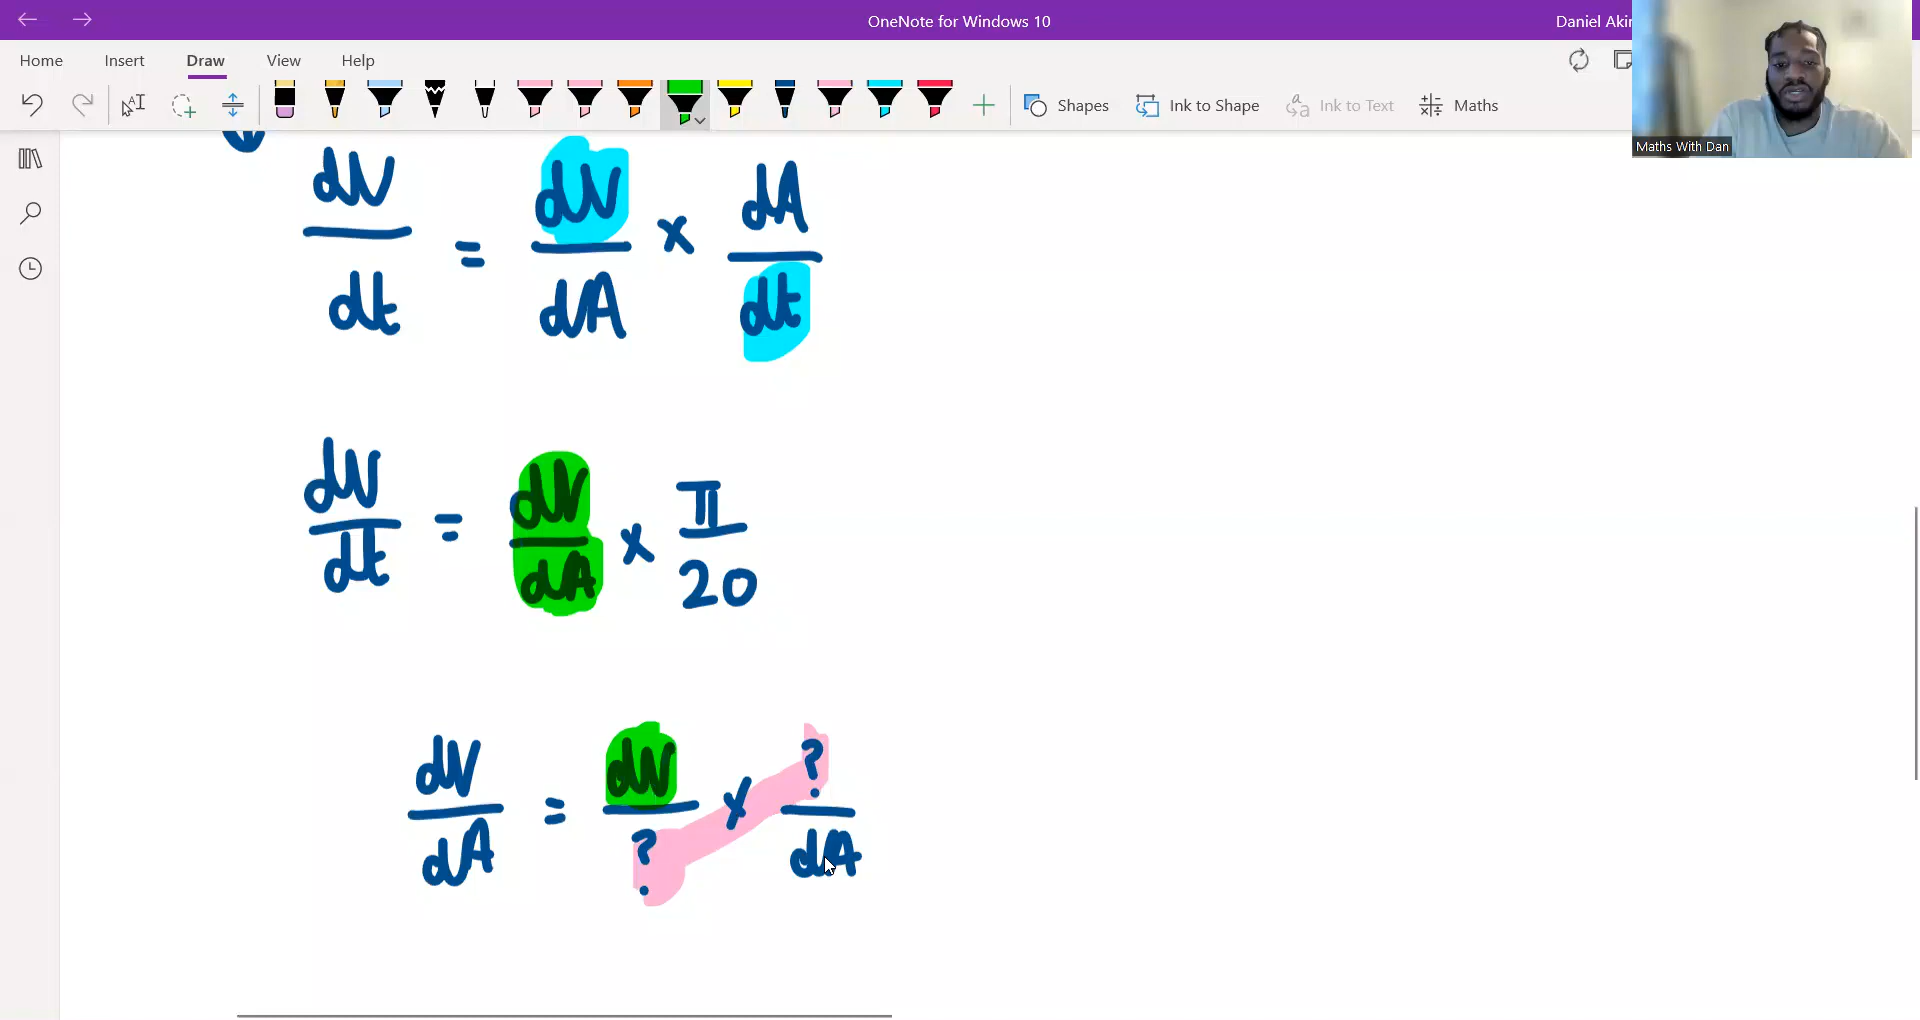 OneNote for Windows 10
Daniel Akin
Home Insert Draw View Help
Shapes Ink to Shape Ink to Text Maths
Maths With Dan
dV/dt = dV/dA × dA/dt
dV/dt = dV/dA × π/20
dV/dA = dV/? × ?/dA